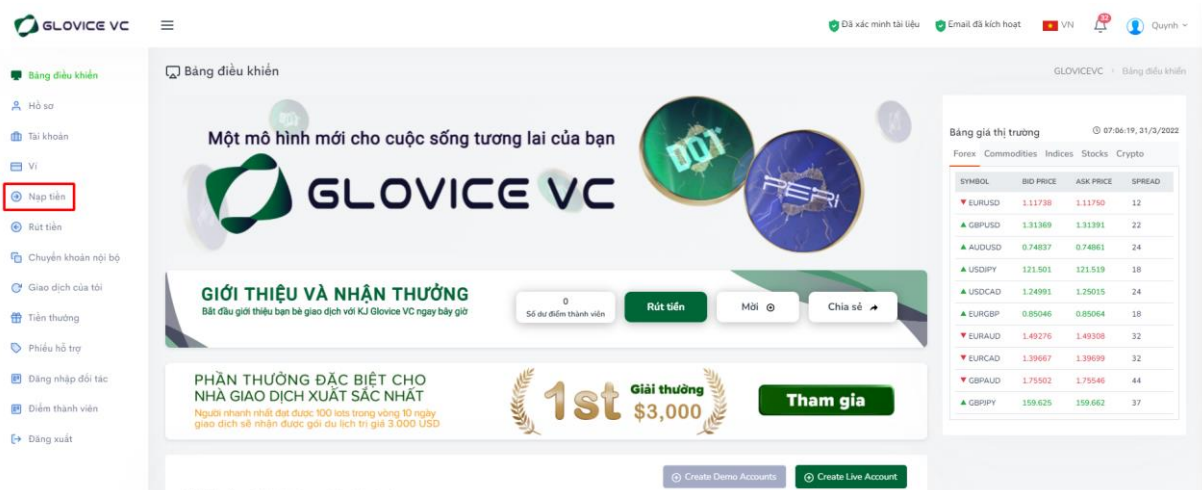 GLOVICE VC
Đã xác minh tài liệu
Email đã kích hoạt
VN
32
Quynh
Bảng điều khiển
Hồ sơ
Tài khoản
Ví
Nạp tiền
Rút tiền
Chuyển khoản nội bộ
Giao dịch của tôi
Tiền thưởng
Phiếu hỗ trợ
Đăng nhập đối tác
Điểm thành viên
Đăng xuất
Bảng điều khiển
GLOVICEVC
Bảng điều khiển
Một mô hình mới cho cuộc sống tương lai của bạn
GLOVICE VC
DOT
PERI
GIỚI THIỆU VÀ NHẬN THƯỞNG
Bắt đầu giới thiệu bạn bè giao dịch với KJ Glovice VC ngay bây giờ
0
Số dư điểm thành viên
Rút tiền
Mời
Chia sẻ
PHẦN THƯỞNG ĐẶC BIỆT CHO
NHÀ GIAO DỊCH XUẤT SẮC NHẤT
Người nhanh nhất đạt được 100 lots trong vòng 10 ngày
giao dịch sẽ nhận được gói du lịch trị giá 3.000 USD
1st
Giải thưởng
$3,000
Tham gia
Create Demo Accounts
Create Live Account
Bảng giá thị trường
07:06:19, 31/3/2022
Forex Commodities Indices Stocks Crypto
SYMBOL BID PRICE ASK PRICE SPREAD
EURUSD 1.11738 1.11750 12
GBPUSD 1.31369 1.31391 22
AUDUSD 0.74837 0.74861 24
USDJPY 121.501 121.519 18
USDCAD 1.24991 1.25015 24
EURGBP 0.85046 0.85064 18
EURAUD 1.49276 1.49308 32
EURCAD 1.39667 1.39699 32
GBPAUD 1.75502 1.75546 44
GBPJPY 159.625 159.662 37